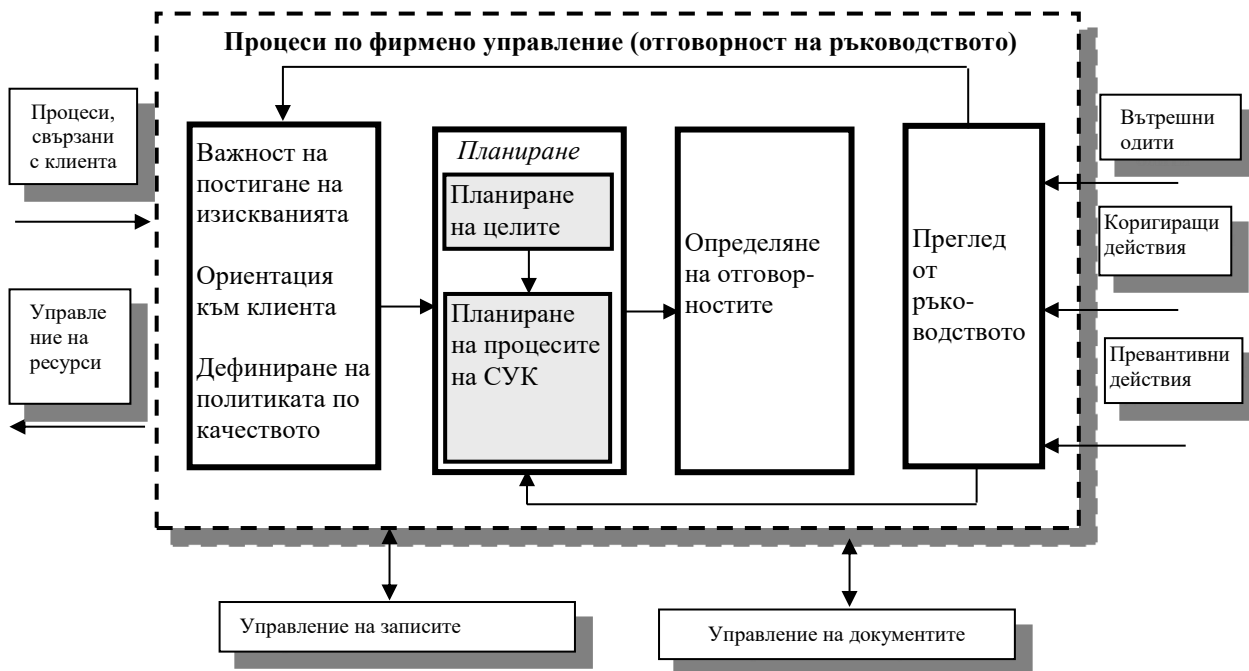 Процеси по фирмено управление (отговорност на ръководството)
Процеси,
свързани
с клиента
Управле
ние на
ресурси
Важност на
постигане на
изискванията
Ориентация
към клиента
Дефиниране на
политиката по
качеството
Планиране
Планиране
на целите
Планиране
на процесите
на СУК
Определяне
на отговор-
ностите
Преглед
от
ръко-
водството
Вътрешни
одити
Коригиращи
действия
Превантивни
действия
Управление на записите
Управление на документите